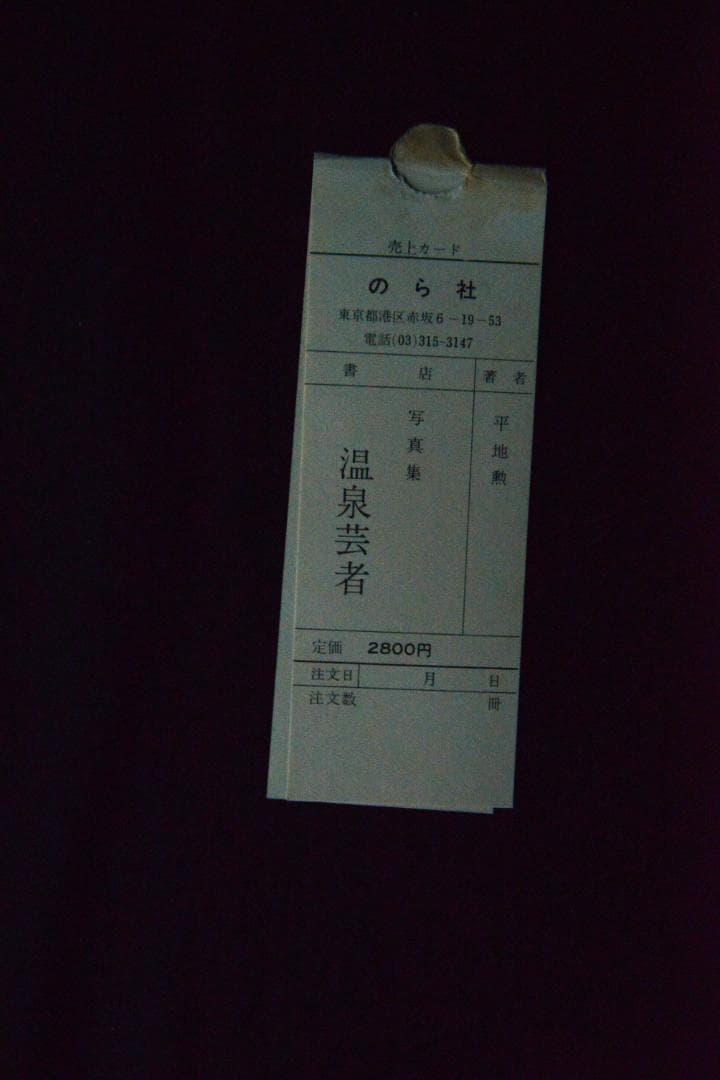 売上カード
のら社
東京都港区赤坂6-19-53
電話(03)315-3147
書店
著者
平地勲
写真集
温泉芸者
定価 2800円
注文日 月 日
注文数 冊